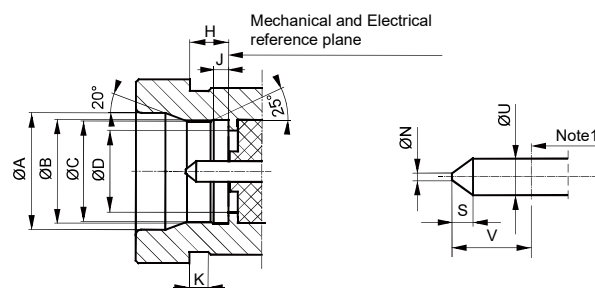 H
Mechanical and Electrical
reference plane
J
20°
25°
ØA
ØB
ØC
ØD
K
ØN
ØU
Note1
S
V